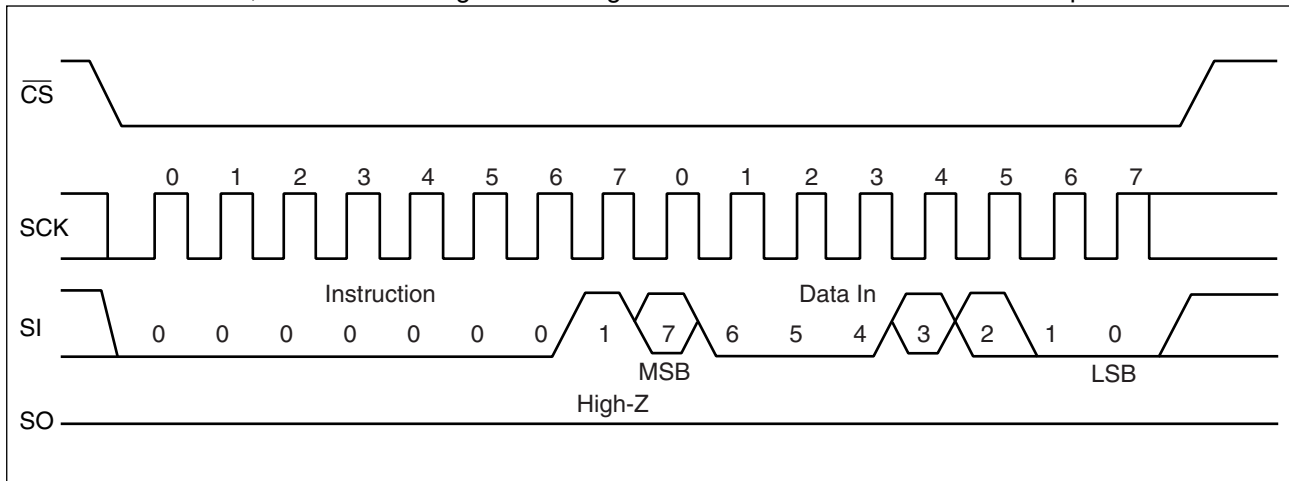 CS
0 1 2 3 4 5 6 7 0 1 2 3 4 5 6 7
SCK
Instruction Data In
SI 0 0 0 0 0 0 0 1 7 6 5 4 3 2 1 0
MSB LSB
High-Z
SO